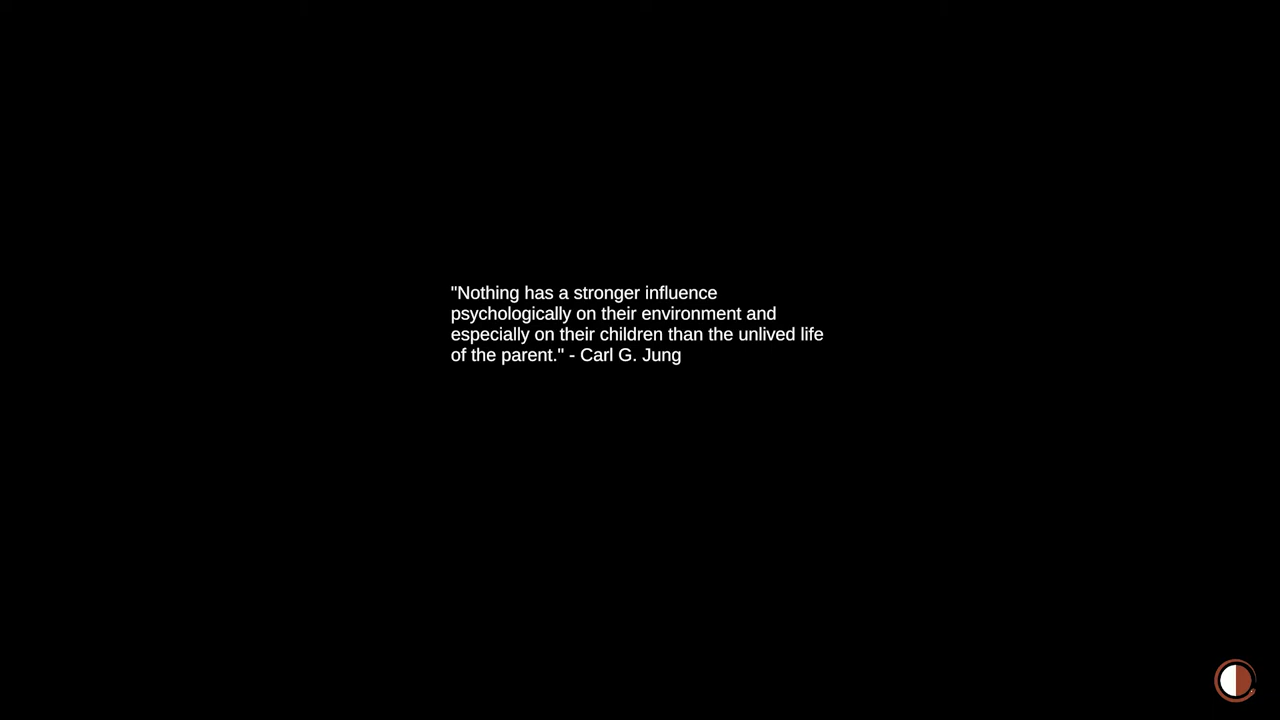 "Nothing has a stronger influence
psychologically on their environment and
especially on their children than the unlived life
of the parent." - Carl G. Jung